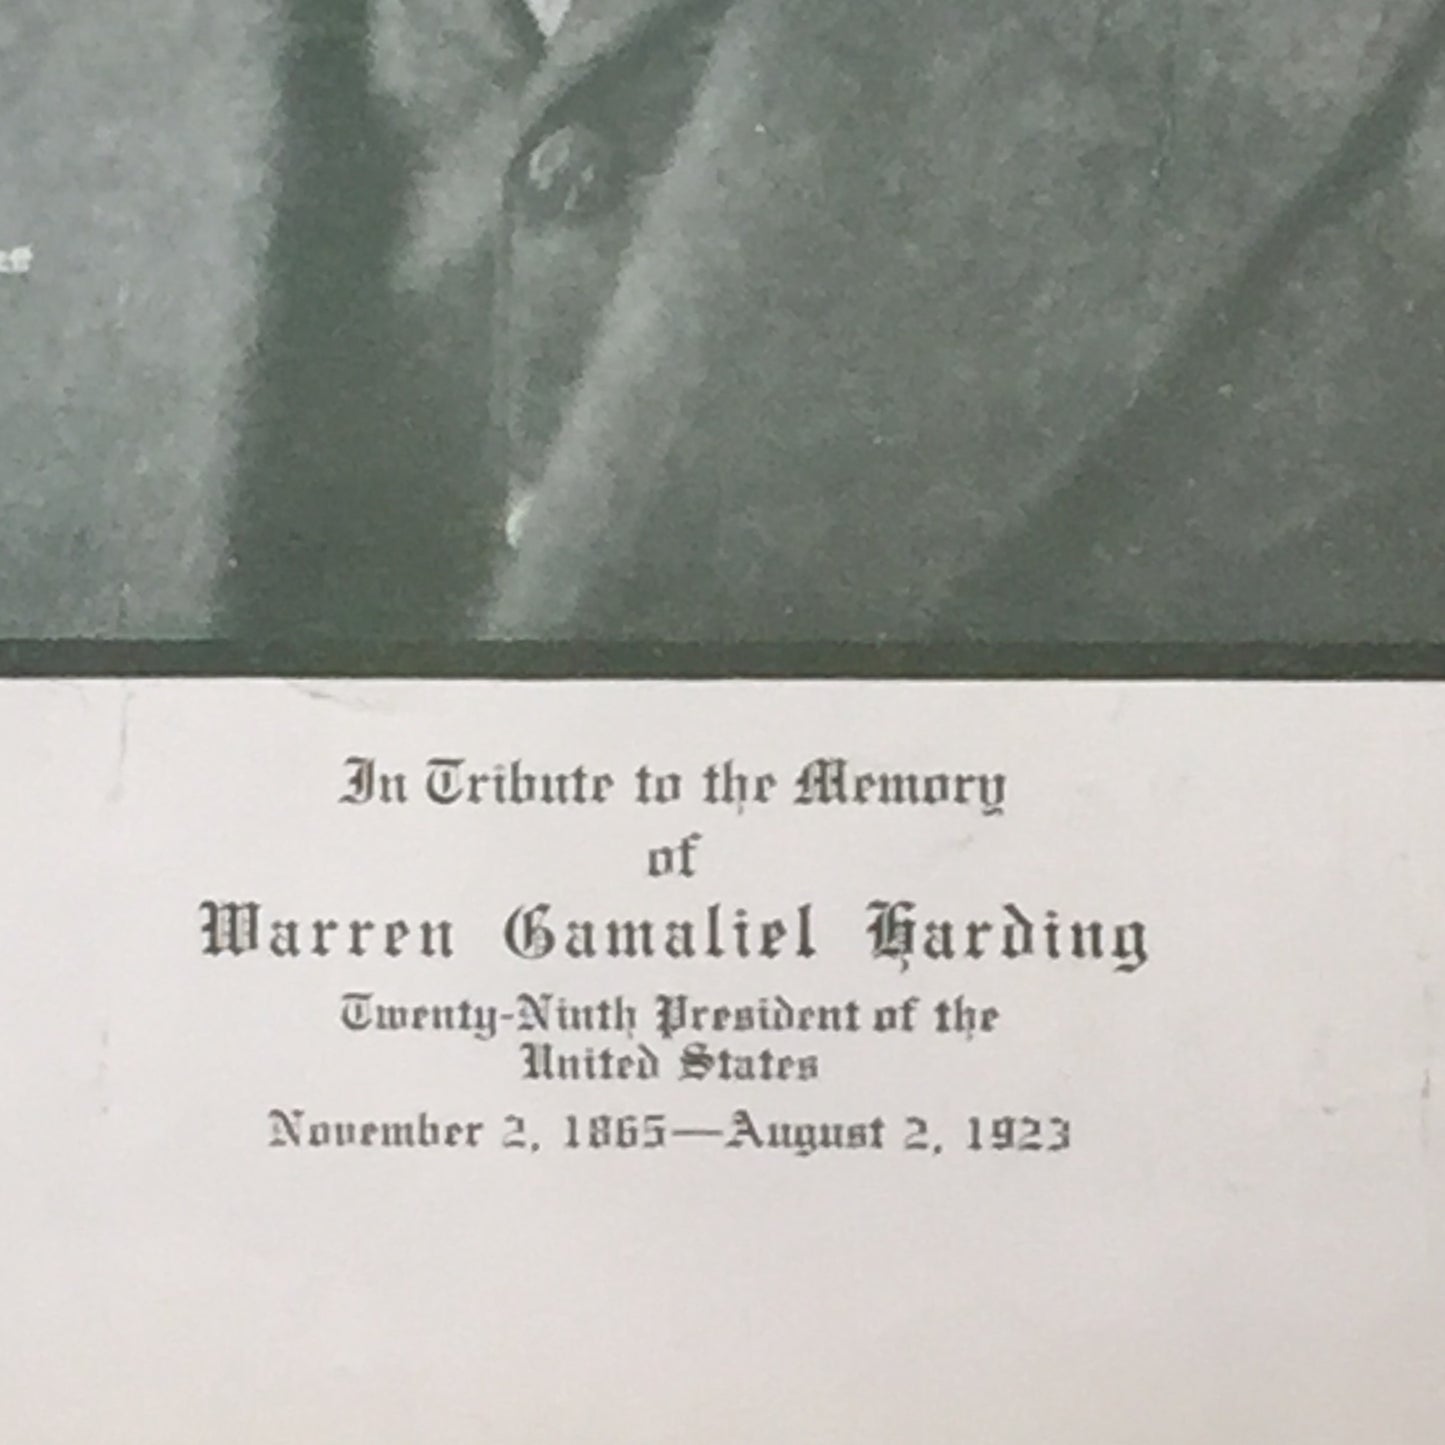 In Tribute to the Memory
of
Warren Gamaliel Harding
Twenty-Ninth President of the
United States
November 2, 1865—August 2, 1923